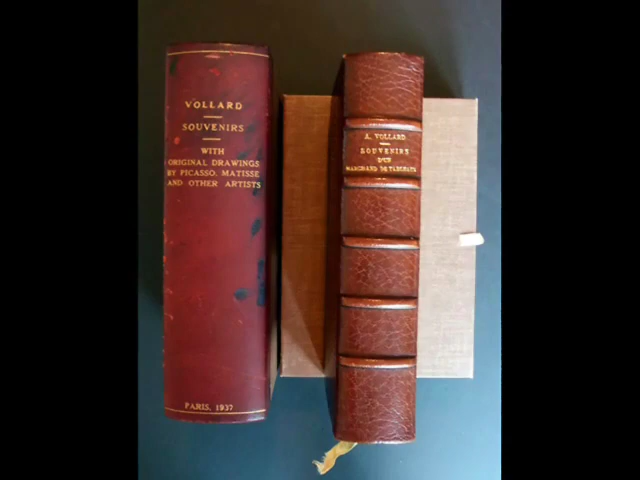 VOLLARD
SOUVENIRS
WITH
ORIGINAL DRAWINGS
BY PICASSO, MATISSE
AND OTHER ARTISTS
PARIS, 1937
A. VOLLARD
SOUVENIRS
D'UN
MARCHAND DE TABLEAUX